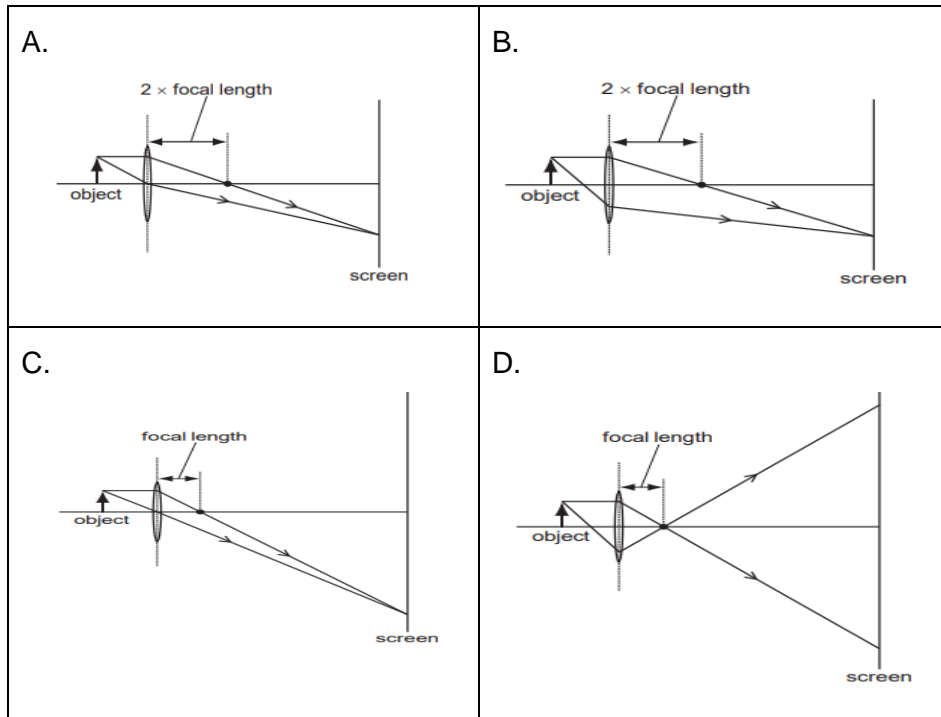 A.
2 × focal length
object
screen
B.
2 × focal length
object
screen
C.
focal length
object
screen
D.
focal length
object
screen